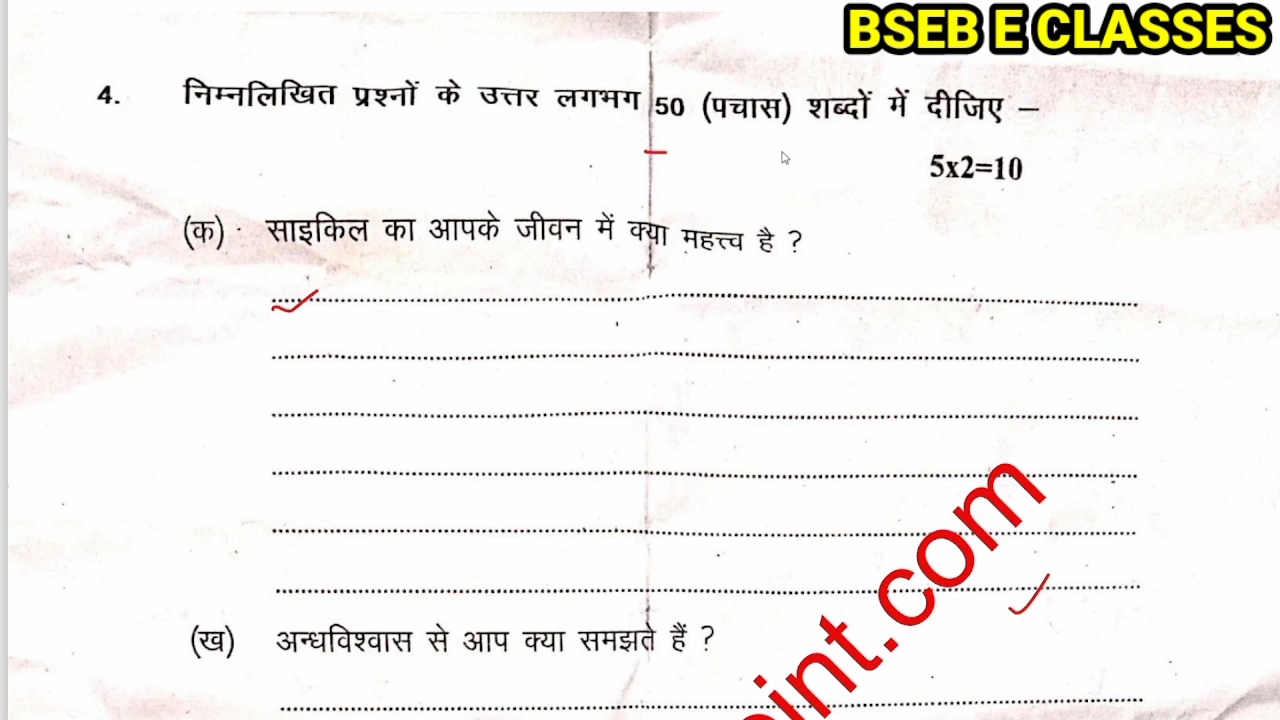 BSEB E CLASSES
4. निम्नलिखित प्रश्नों के उत्तर लगभग 50 (पचास) शब्दों में दीजिए –
5x2=10
(क) साइकिल का आपके जीवन में क्या महत्त्व है ?
(ख) अन्धविश्वास से आप क्या समझते हैं ?
oint.com